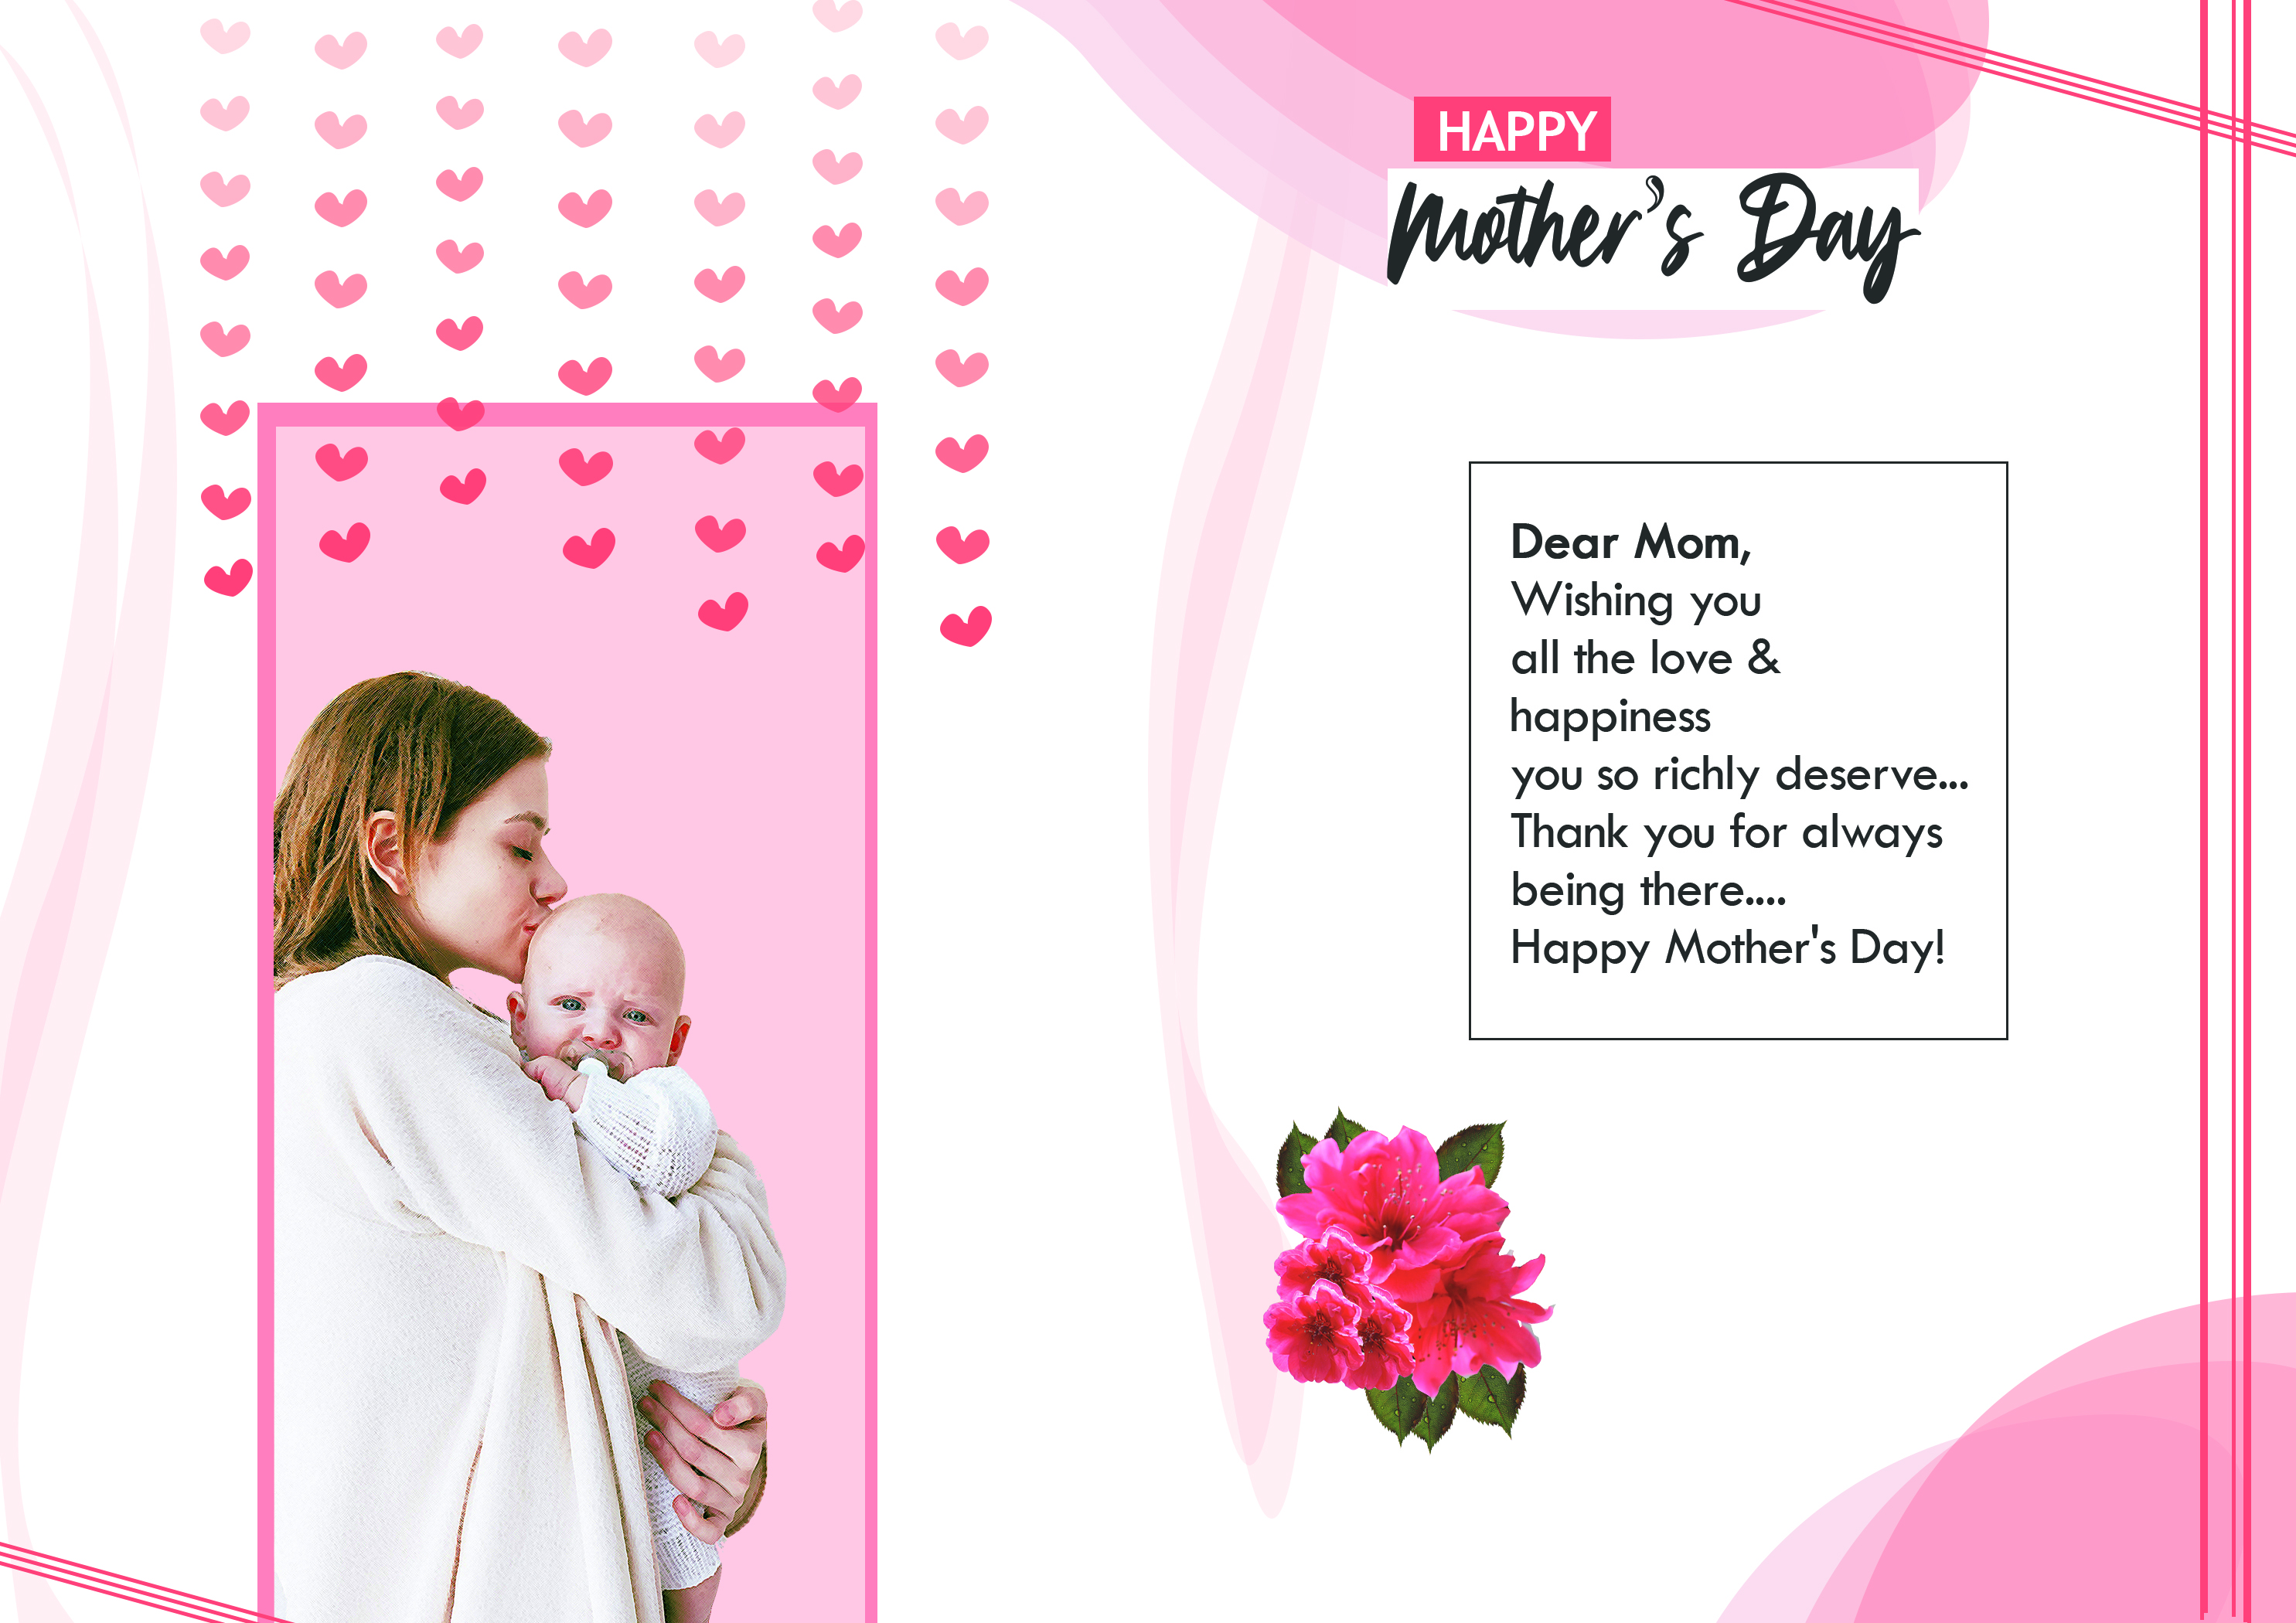 HAPPY
Mother's Day
Dear Mom,
Wishing you
all the love &
happiness
you so richly deserve...
Thank you for always
being there....
Happy Mother's Day!